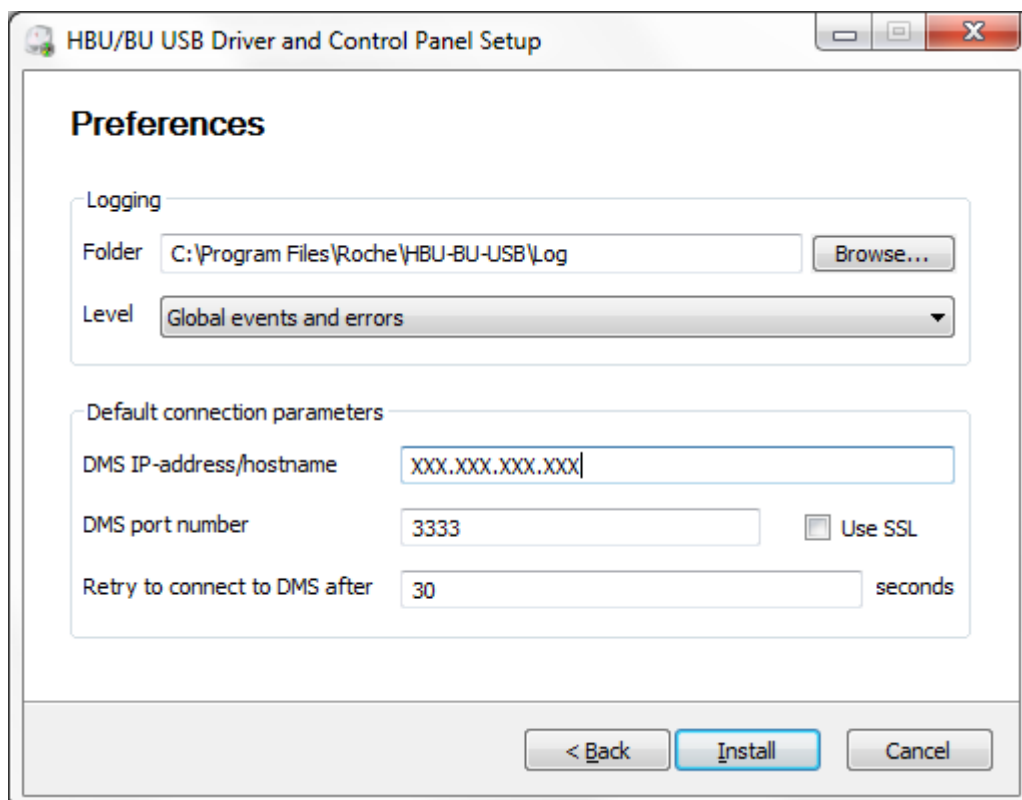 HBU/BU USB Driver and Control Panel Setup
Preferences
Logging
Folder C:\Program Files\Roche\HBU-BU-USB\Log Browse...
Level Global events and errors
Default connection parameters
DMS IP-address/hostname XXX.XXX.XXX.XXX
DMS port number 3333 Use SSL
Retry to connect to DMS after 30 seconds
< Back Install Cancel